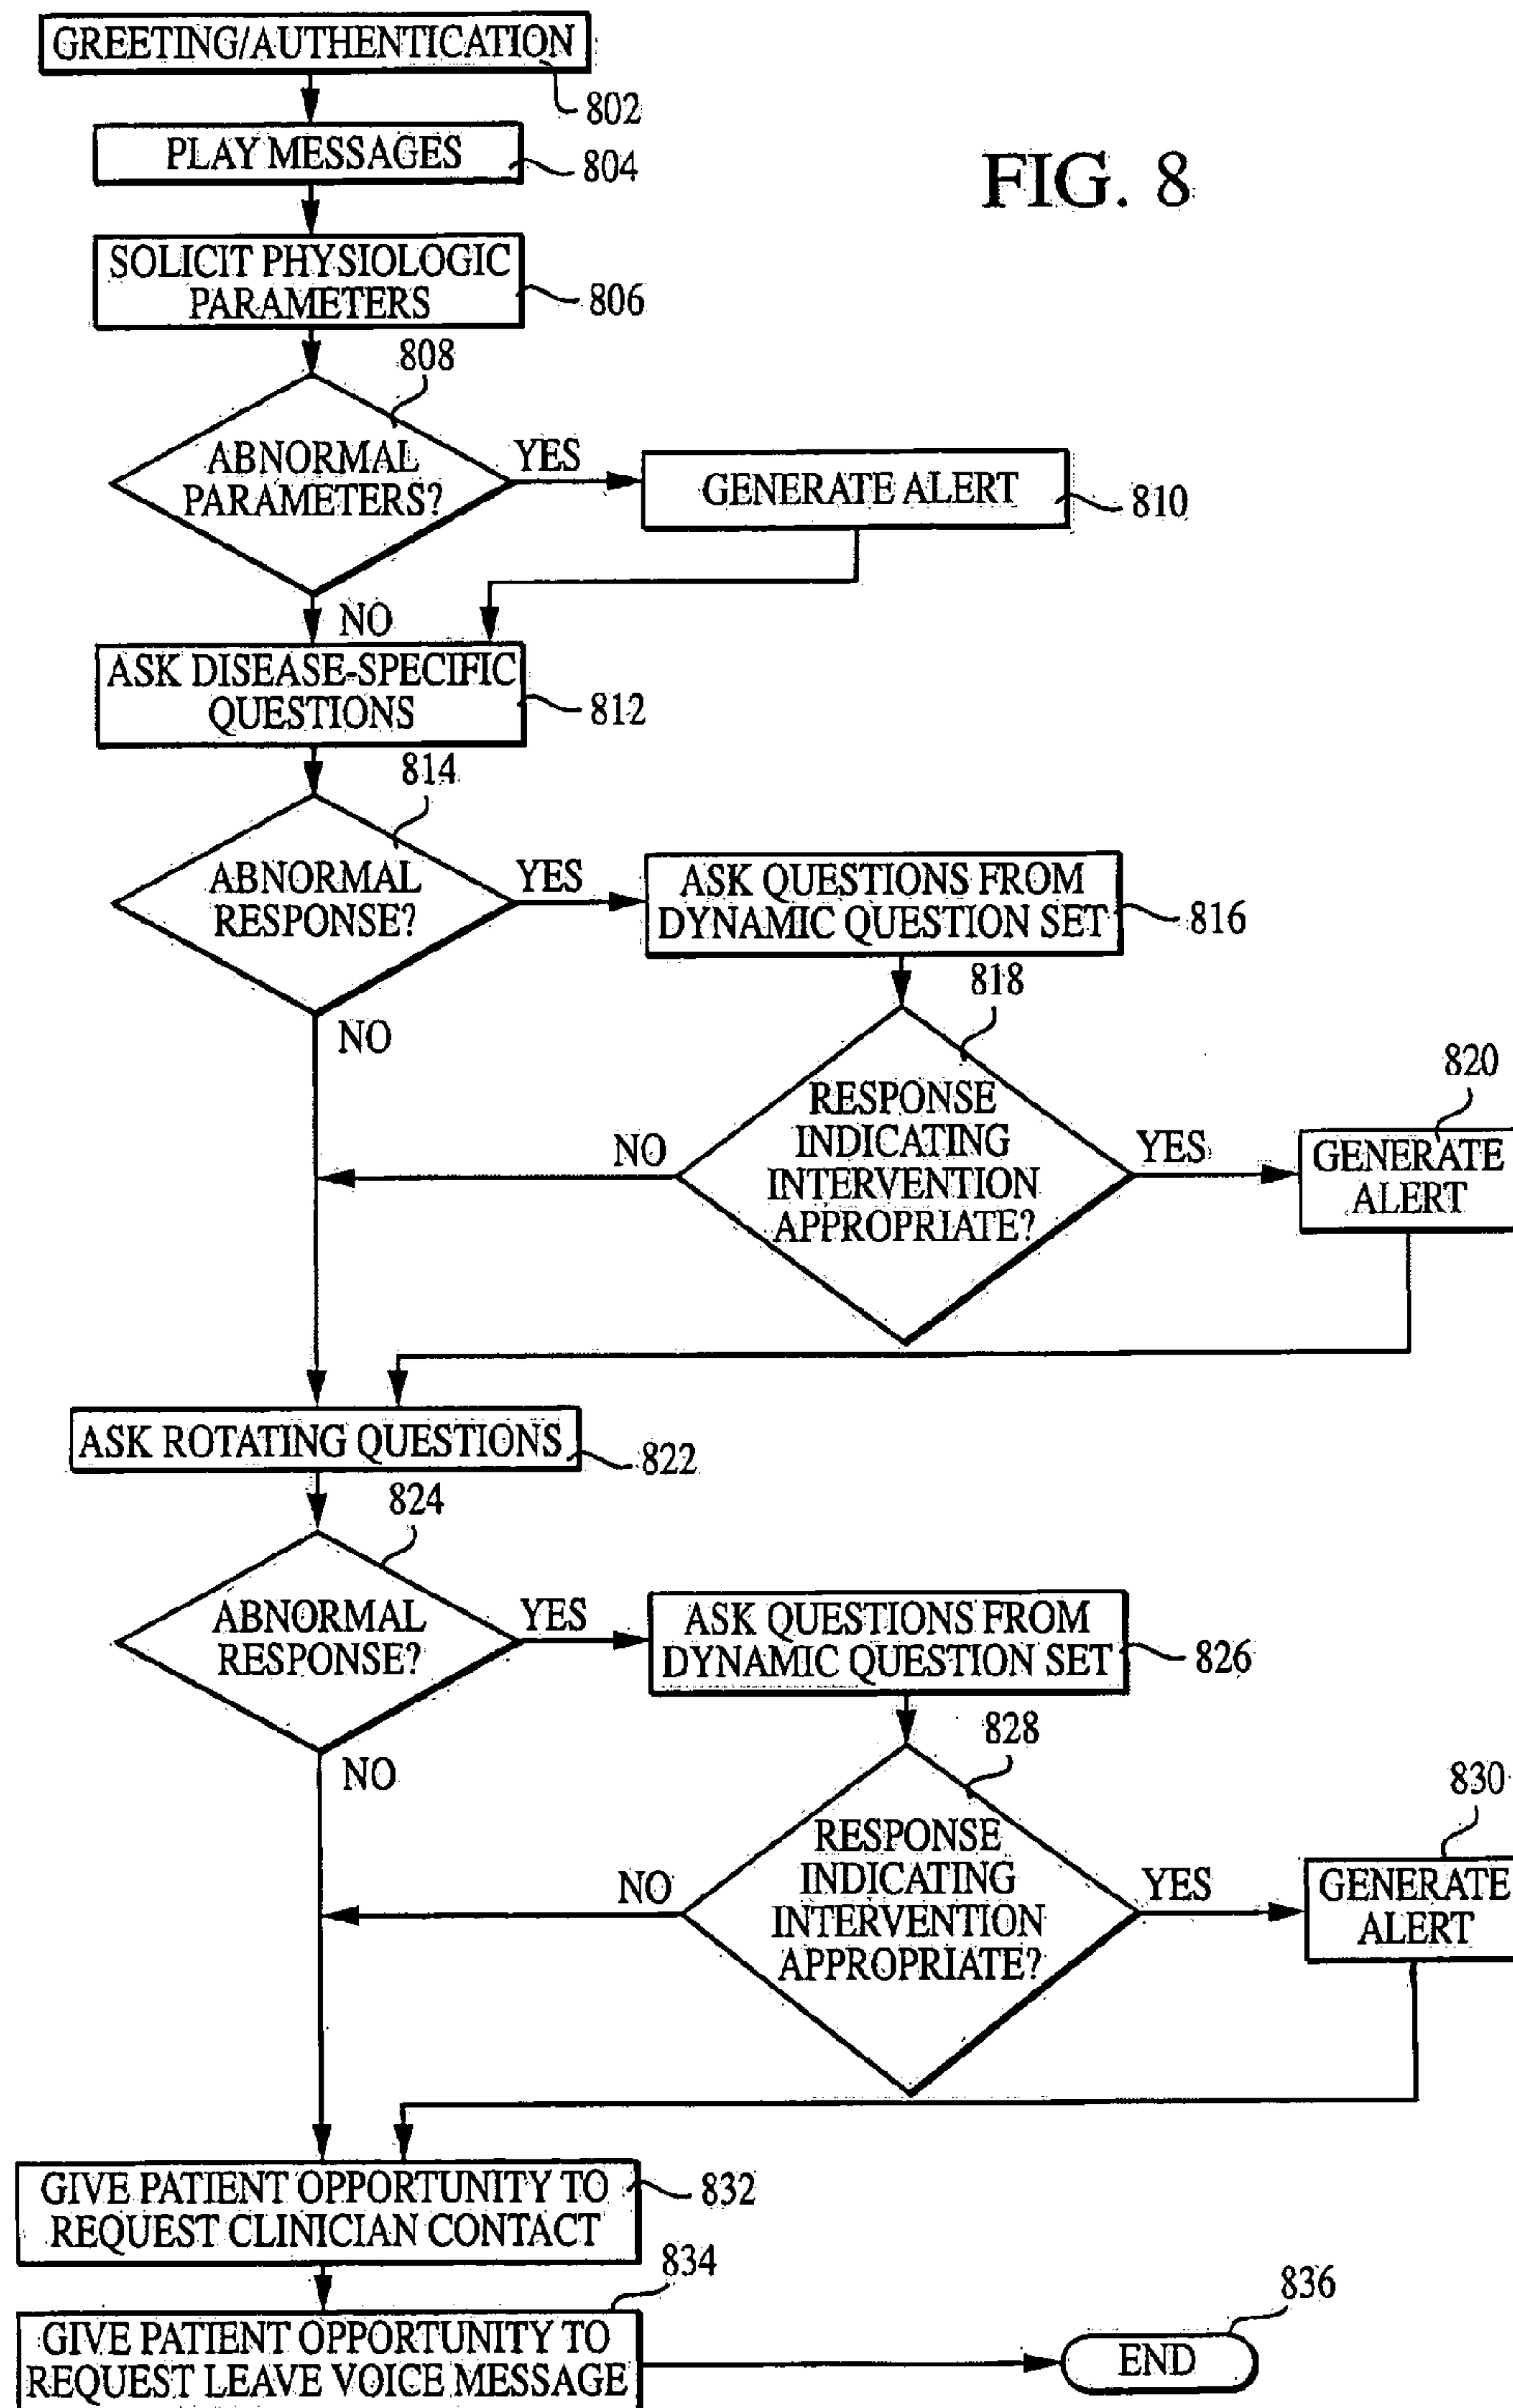 GREETING/AUTHENTICATION
802
PLAY MESSAGES
804
FIG. 8
SOLICIT PHYSIOLOGIC
PARAMETERS
806
808
ABNORMAL
PARAMETERS?
YES
GENERATE ALERT
810
NO
ASK DISEASE-SPECIFIC
QUESTIONS
812
814
ABNORMAL
RESPONSE?
YES
ASK QUESTIONS FROM
DYNAMIC QUESTION SET
816
818
NO
RESPONSE
INDICATING
INTERVENTION
APPROPRIATE?
NO
YES
820
GENERATE
ALERT
ASK ROTATING QUESTIONS
822
824
ABNORMAL
RESPONSE?
YES
ASK QUESTIONS FROM
DYNAMIC QUESTION SET
826
828
NO
RESPONSE
INDICATING
INTERVENTION
APPROPRIATE?
NO
YES
830
GENERATE
ALERT
GIVE PATIENT OPPORTUNITY TO
REQUEST CLINICIAN CONTACT
832
834
GIVE PATIENT OPPORTUNITY TO
REQUEST LEAVE VOICE MESSAGE
836
END